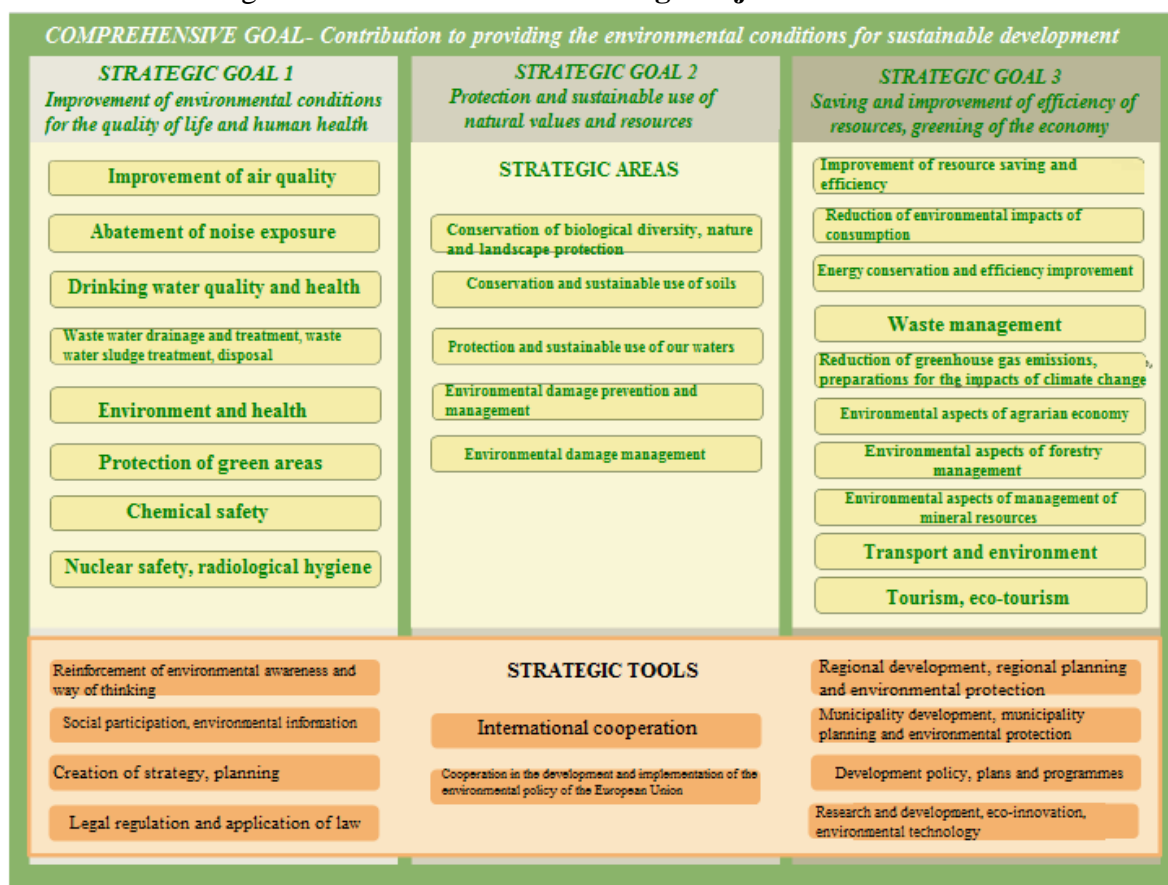 COMPREHENSIVE GOAL- Contribution to providing the environmental conditions for sustainable development
STRATEGIC GOAL 1
Improvement of environmental conditions
for the quality of life and human health
Improvement of air quality
Abatement of noise exposure
Drinking water quality and health
Waste water drainage and treatment, waste
water sludge treatment, disposal
Environment and health
Protection of green areas
Chemical safety
Nuclear safety, radiological hygiene
STRATEGIC GOAL 2
Protection and sustainable use of
natural values and resources
STRATEGIC AREAS
Conservation of biological diversity, nature
and landscape protection
Conservation and sustainable use of soils
Protection and sustainable use of our waters
Environmental damage prevention and
management
Environmental damage management
STRATEGIC GOAL 3
Saving and improvement of efficiency of
resources, greening of the economy
Improvement of resource saving and
efficiency
Reduction of environmental impacts of
consumption
Energy conservation and efficiency improvement
Waste management
Reduction of greenhouse gas emissions,
preparations for the impacts of climate change
Environmental aspects of agrarian economy
Environmental aspects of forestry
management
Environmental aspects of management of
mineral resources
Transport and environment
Tourism, eco-tourism
Reinforcement of environmental awareness and
way of thinking
Social participation, environmental information
Creation of strategy, planning
Legal regulation and application of law
STRATEGIC TOOLS
International cooperation
Cooperation in the development and implementation of the
environmental policy of the European Union
Regional development, regional planning
and environmental protection
Municipality development, municipality
planning and environmental protection
Development policy, plans and programmes
Research and development, eco-innovation,
environmental technology